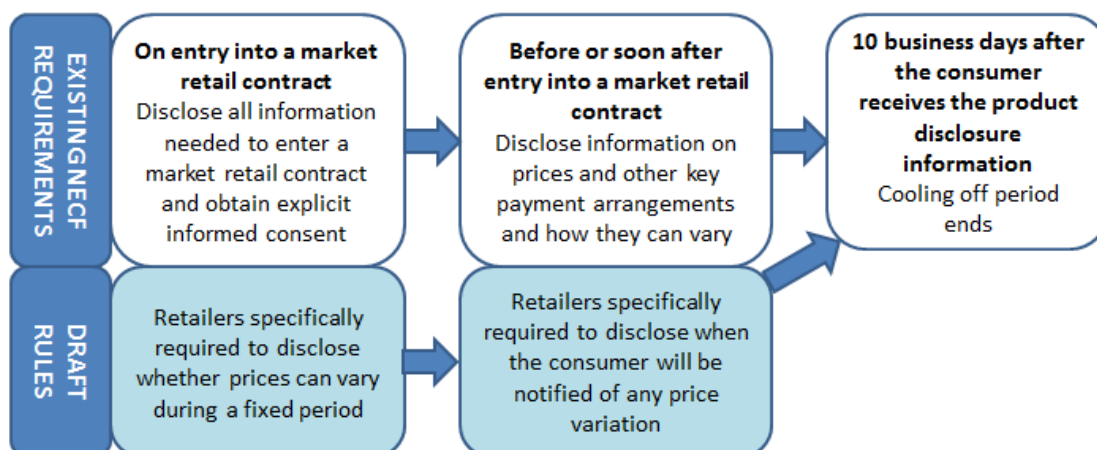 EXISTINGNECF
REQUIREMENTS
On entry into a market
retail contract
Disclose all information
needed to enter a
market retail contract
and obtain explicit
informed consent
Before or soon after
entry into a market retail
contract
Disclose information on
prices and other key
payment arrangements
and how they can vary
10 business days after
the consumer
receives the product
disclosure
information
Cooling off period
ends
DRAFT
RULES
Retailers specifically
required to disclose
whether prices can vary
during a fixed period
Retailers specifically
required to disclose when
the consumer will be
notified of any price
variation